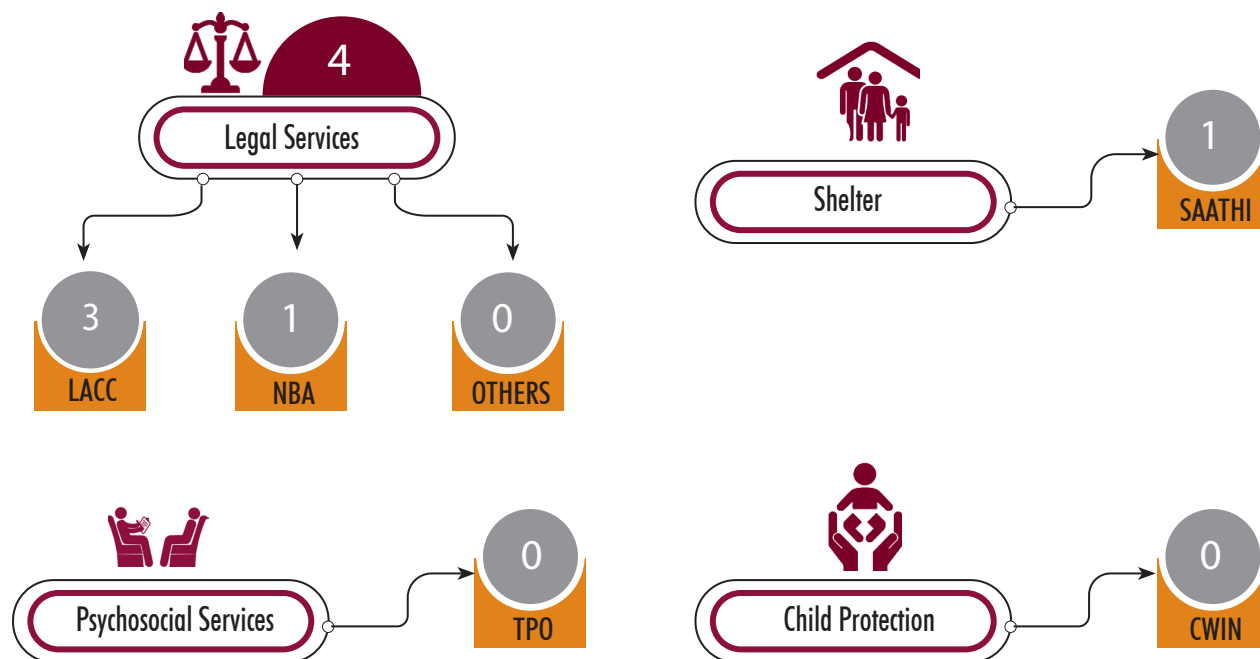 4
Legal Services
3
LACC
1
NBA
0
OTHERS
Shelter
1
SAATHI
Psychosocial Services
0
TPO
Child Protection
0
CWIN